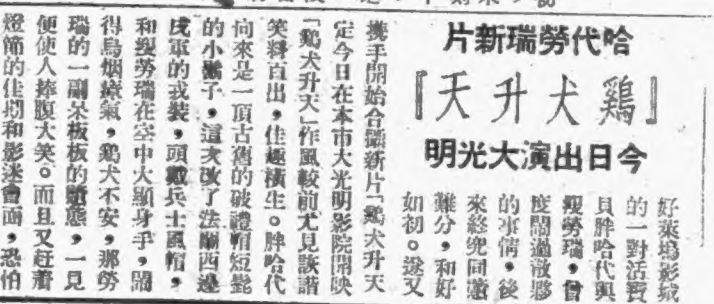 哈代勞瑞新片
『鷄犬升天』
今日出演大光明
好萊塢影城
的一對活寶
貝胖哈代與
瘦勞瑞,曾
度鬧過散夥
的事情,後
來終究同
難分,和好
如初。遂又
攜手開始合攝新片「鷄犬升天
定今日在本市大光明影院開映
「鷄犬升天」作風較前尤見詼諧
笑料百出,佳趣橫生。胖哈代
向來是一頂古舊的破禮帽短髭
的小鬍子,這次改了法蘭西邊
戍軍的戎裝,頭戴兵士風帽,
和瘦勞瑞在空中大顯身手,鬧
得烏烟瘴氣,鷄犬不安,那勞
瑞的一副呆板板的態,一見
便使人捧腹大笑。而且又赶着
燈節的佳期和影迷會面,恐怕